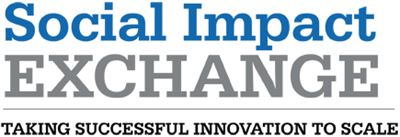 Social Impact
EXCHANGE
TAKING SUCCESSFUL INNOVATION TO SCALE